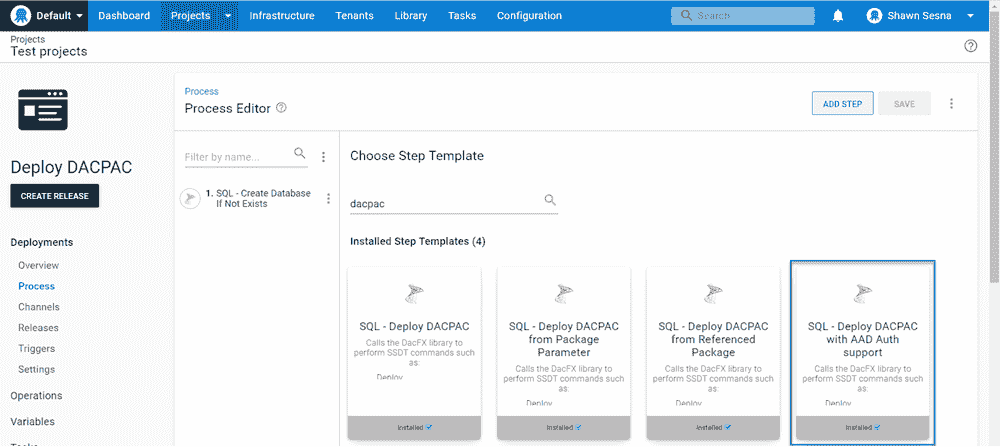 Default Dashboard Projects Infrastructure Tenants Library Tasks Configuration Search Shawn Sesna
Projects
Test projects
Deploy DACPAC
CREATE RELEASE
Deployments
Overview
Process
Channels
Releases
Triggers
Settings
Operations
Variables
Process
Process Editor
ADD STEP SAVE
Filter by name...
1. SQL - Create Database
If Not Exists
Choose Step Template
dacpac
Installed Step Templates (4)
SQL - Deploy DACPAC
Calls the DacFX library to
perform SSDT commands such
as:
Deploy
Installed
SQL - Deploy DACPAC
from Package
Parameter
Calls the DacFX library to
perform SSDT commands such
as:
Deploy
Installed
SQL - Deploy DACPAC
from Referenced
Package
Calls the DacFX library to
perform SSDT commands such
as:
Deploy
Installed
SQL - Deploy DACPAC
with AAD Auth
support
Calls the DacFX library to
perform SSDT commands such
as:
Deploy
Installed